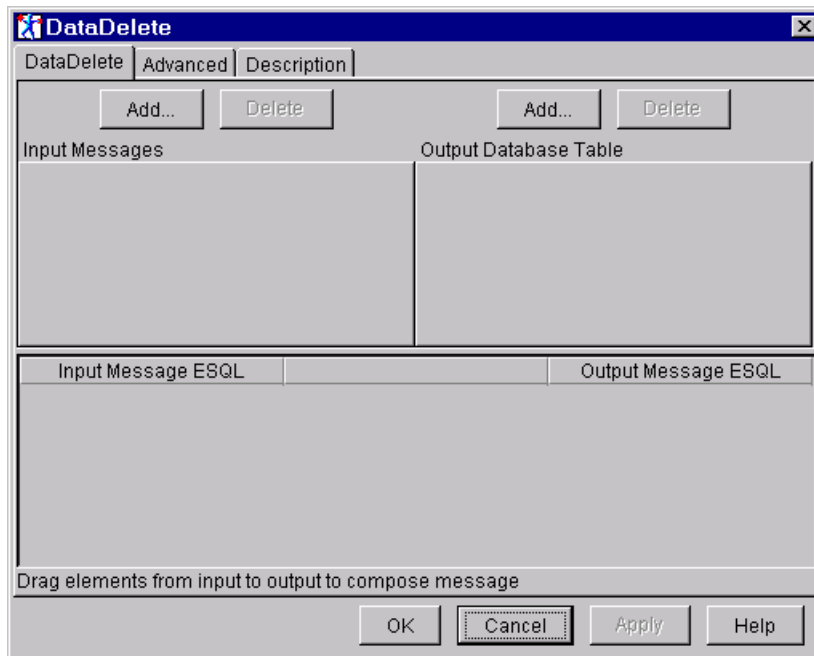 DataDelete
DataDelete Advanced Description
Add... Delete Add... Delete
Input Messages Output Database Table
Input Message ESQL Output Message ESQL
Drag elements from input to output to compose message
OK Cancel Apply Help